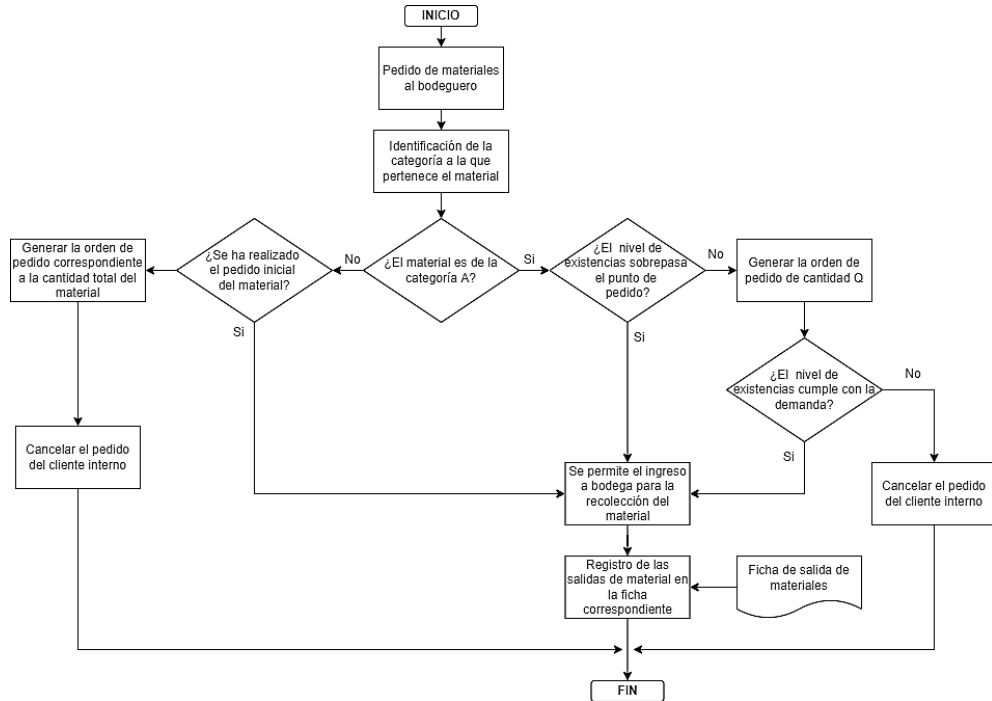 INICIO
Pedido de materiales
al bodeguero
Identificación de la
categoría a la que
pertenece el material
Generar la orden de
pedido correspondiente
a la cantidad total del
material
¿Se ha realizado
el pedido inicial
del material?
No
¿El material es de la
categoría A?
Si
¿El nivel de
existencias sobrepasa
el punto de
pedido?
No
Generar la orden de
pedido de cantidad Q
Si
Si
¿El nivel de
existencias cumple con la
demanda?
No
Cancelar el pedido
del cliente interno
Si
Se permite el ingreso
a bodega para la
recolección del
material
Cancelar el pedido
del cliente interno
Registro de las
salidas de material en
la ficha
correspondiente
Ficha de salida de
materiales
FIN